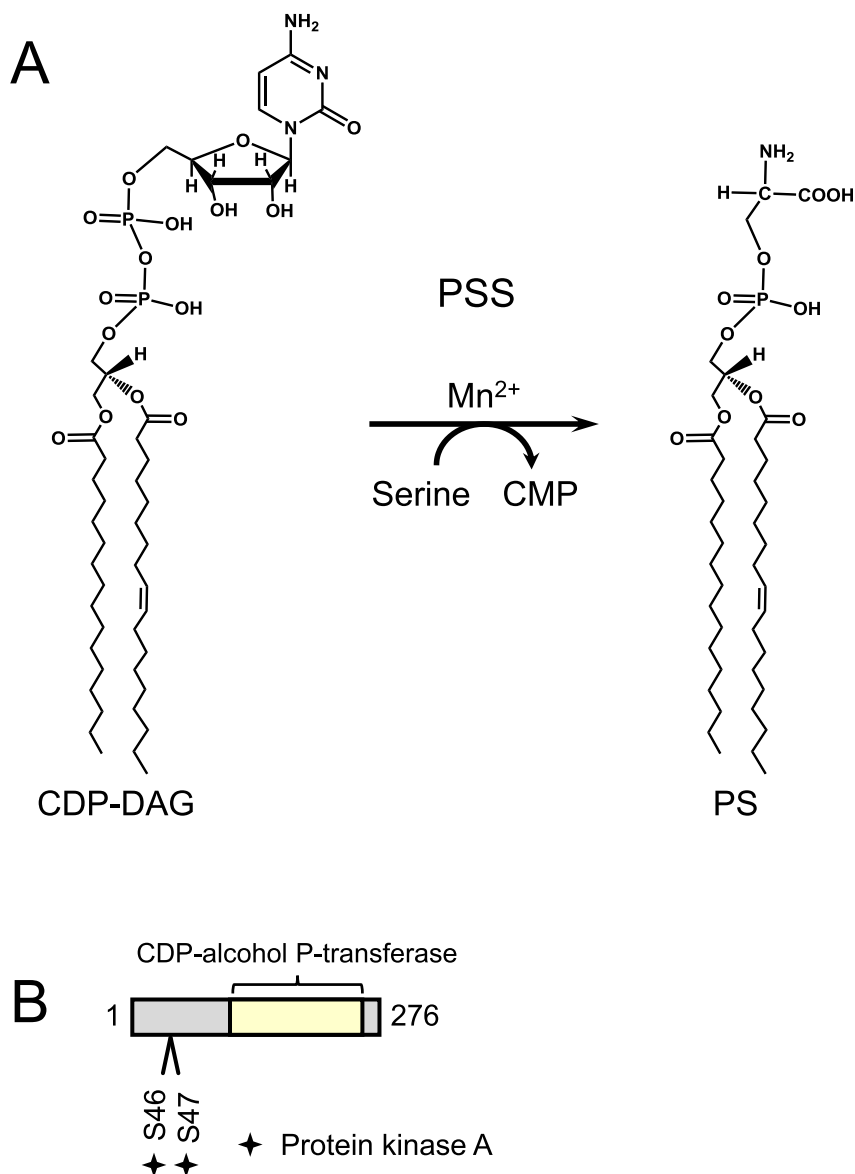 A
NH₂
N
N
O
O
O
H
H
H
H
OH
OH
O=P-OH
O
O=P-OH
O
H
O
O
O
O
CDP-DAG
PSS
Mn²⁺
Serine CMP
NH₂
H-C-COOH
O
O=P-OH
O
H
O
O
O
O
PS
B
CDP-alcohol P-transferase
1
276
S46
S47
Protein kinase A